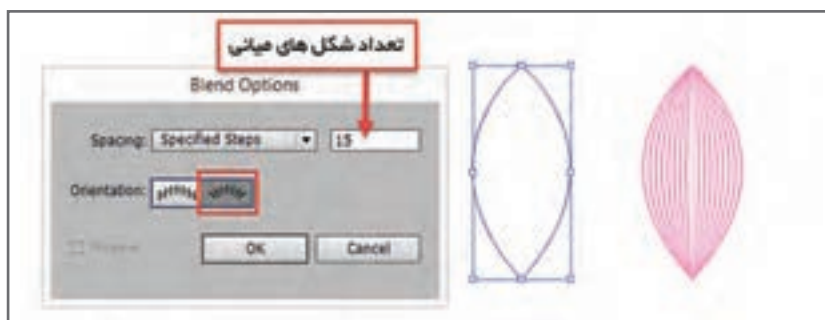 تعداد شکل های میانی
Blend Options
Spacing: Specified Steps 15
Orientation:
OK Cancel